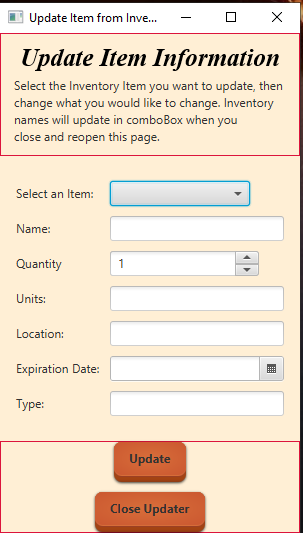 Update Item from Inve...
Update Item Information
Select the Inventory Item you want to update, then
change what you would like to change. Inventory
names will update in comboBox when you
close and reopen this page.
Select an Item:
Name:
Quantity 1
Units:
Location:
Expiration Date:
Type:
Update
Close Updater